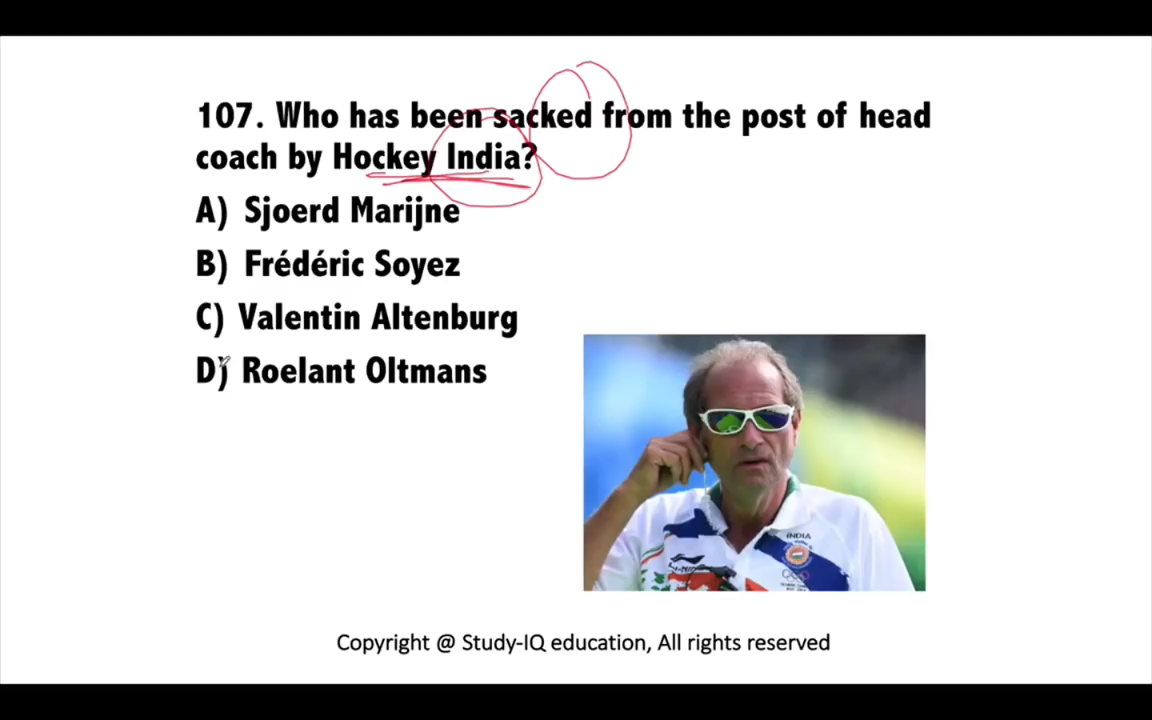 107. Who has been sacked from the post of head
coach by Hockey India?
A) Sjoerd Marijne
B) Frédéric Soyez
C) Valentin Altenburg
D) Roelant Oltmans
INDIA
Copyright @ Study-IQ education, All rights reserved